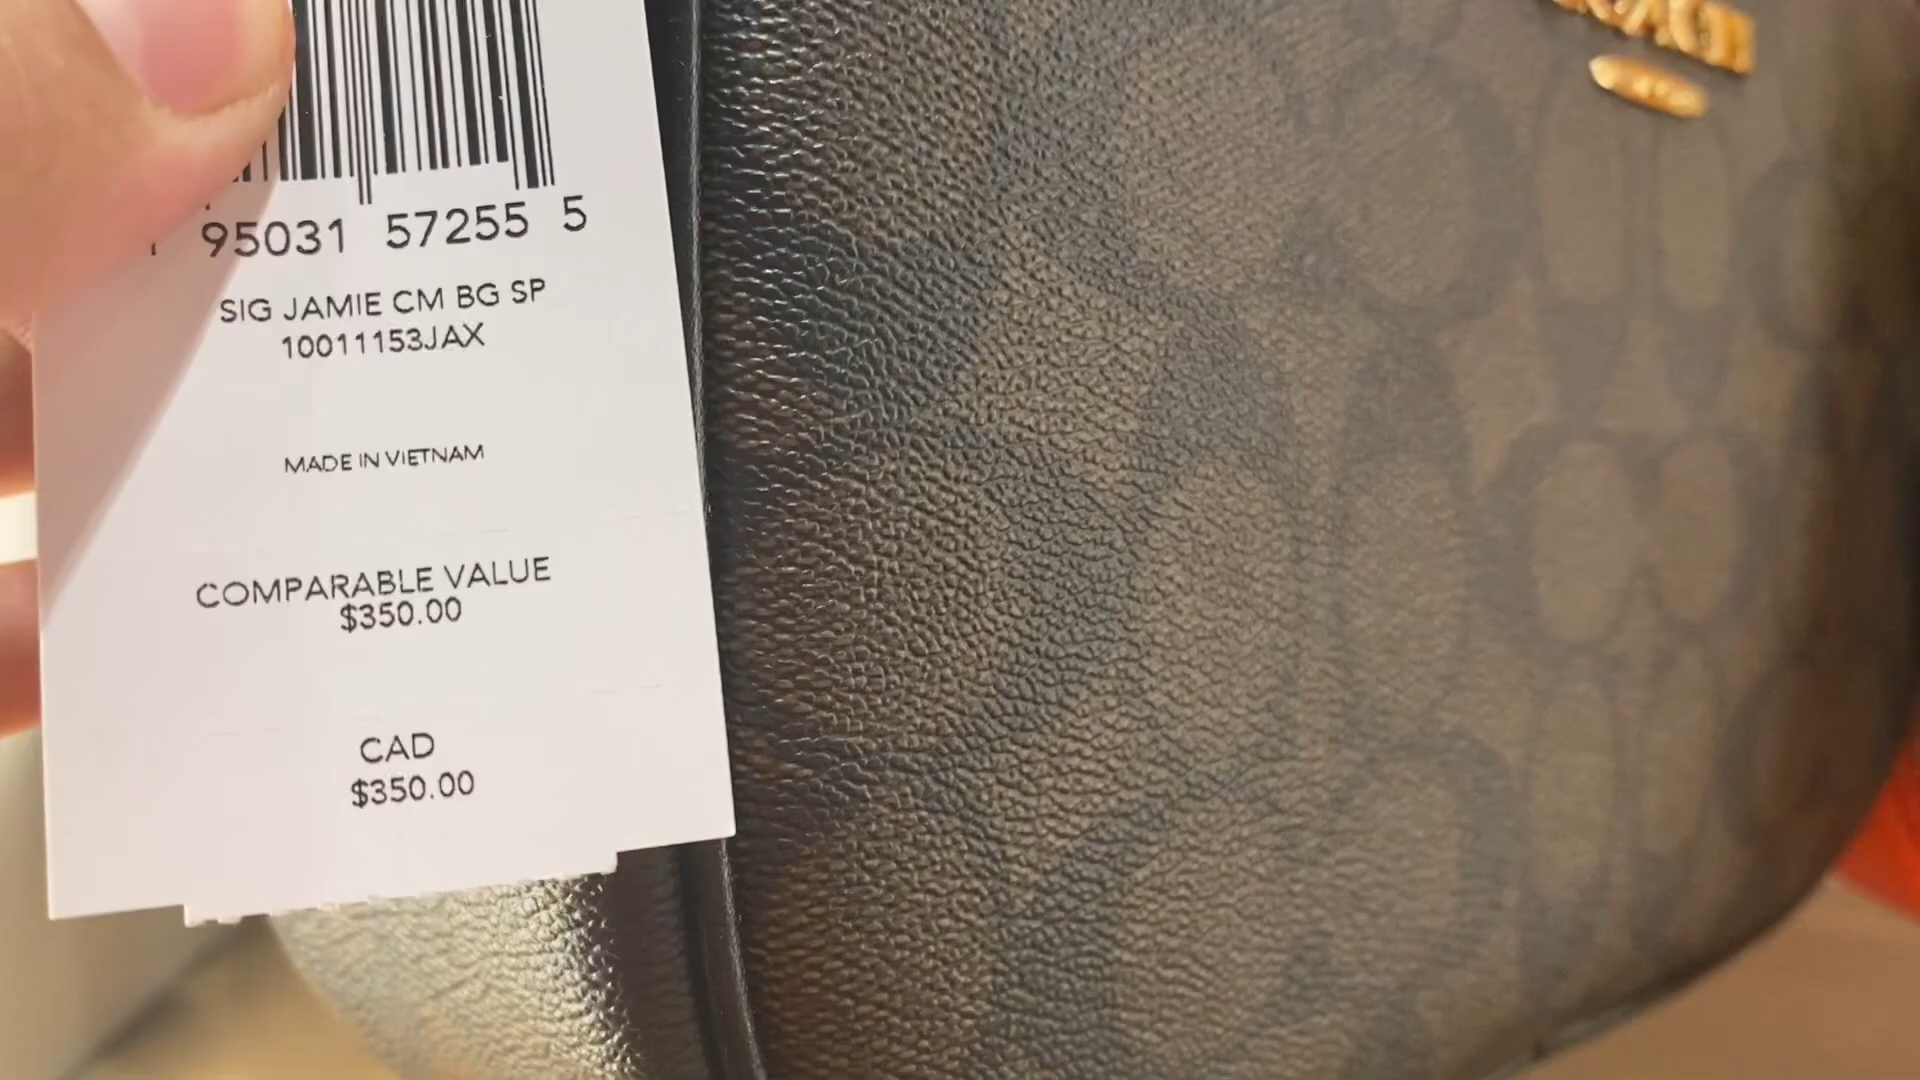 95031 57255 5
SIG JAMIE CM BG SP
10011153JAX
MADE IN VIETNAM
COMPARABLE VALUE
$350.00
CAD
$350.00